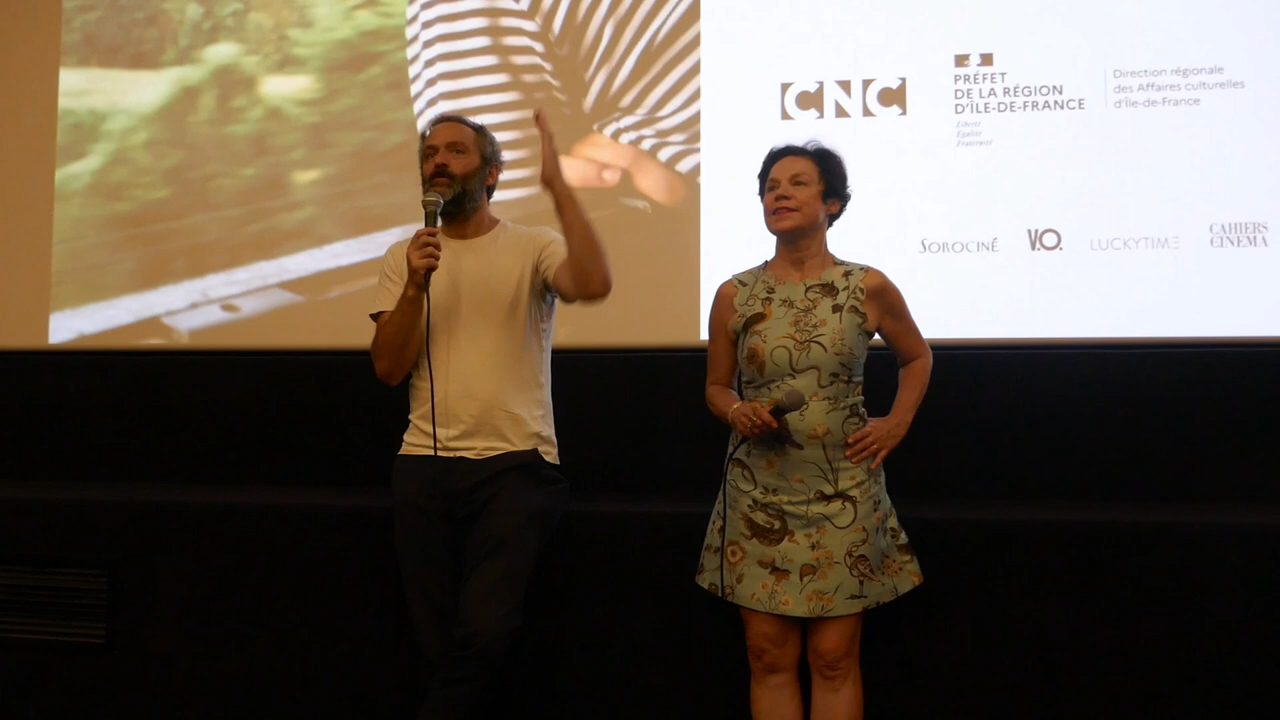 CNC
PRÉFET
DE LA RÉGION
D'ÎLE-DE-FRANCE
Liberté
Égalité
Fraternité
Direction régionale
des Affaires culturelles
d'Île-de-France
SOROCINÉ
V.O.
LUCKYTIME
CAHIERS
CINEMA